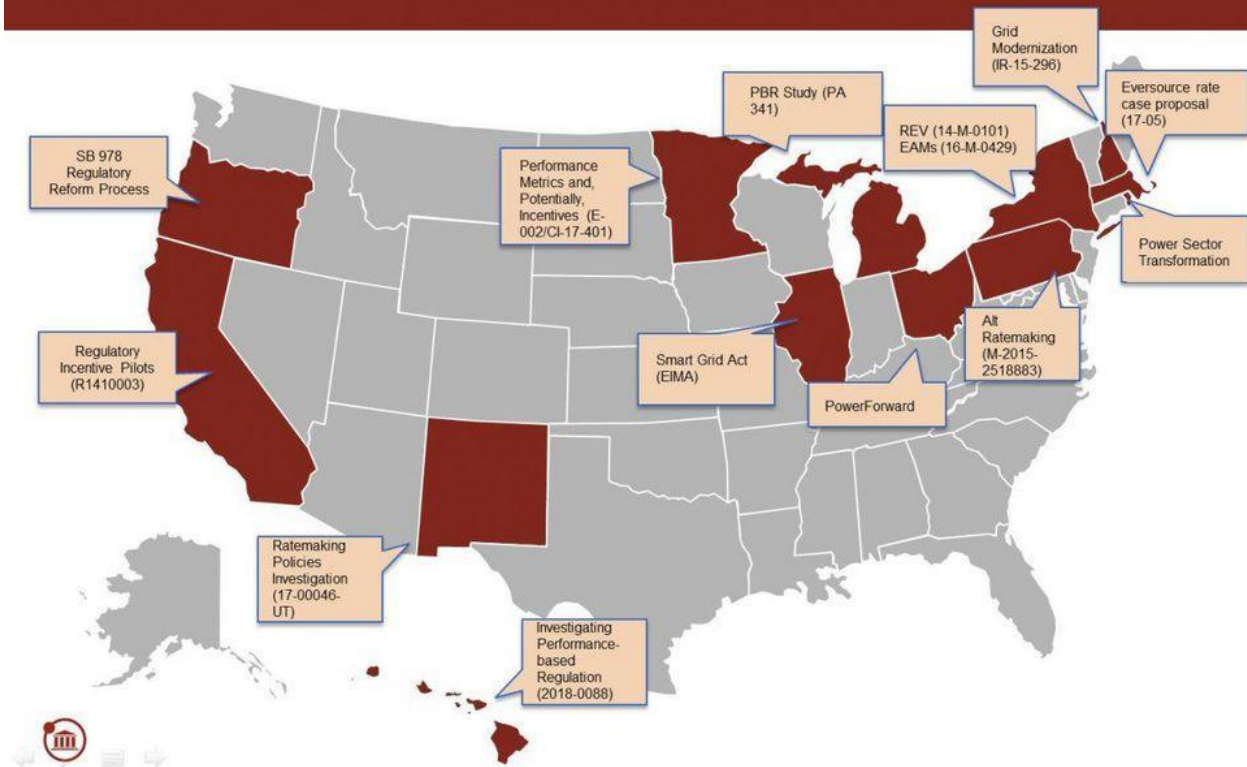 Grid
Modernization
(IR-15-296)
Eversource rate
case proposal
(17-05)
PBR Study (PA
341)
REV (14-M-0101)
EAMs (16-M-0429)
SB 978
Regulatory
Reform Process
Performance
Metrics and,
Potentially,
Incentives (E-
002/CI-17-401)
Power Sector
Transformation
Regulatory
Incentive Pilots
(R1410003)
Smart Grid Act
(EIMA)
Alt
Ratemaking
(M-2015-
2518883)
PowerForward
Ratemaking
Policies
Investigation
(17-00046-
UT)
Investigating
Performance-
based
Regulation
(2018-0088)